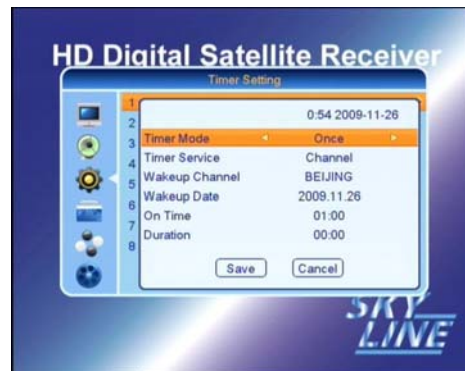 HD Digital Satellite Receiver
Timer Setting
1
2
3
4
5
6
7
8
0:54 2009-11-26
Timer Mode Once
Timer Service Channel
Wakeup Channel BEIJING
Wakeup Date 2009.11.26
On Time 01:00
Duration 00:00
Save Cancel
SKY
LINE